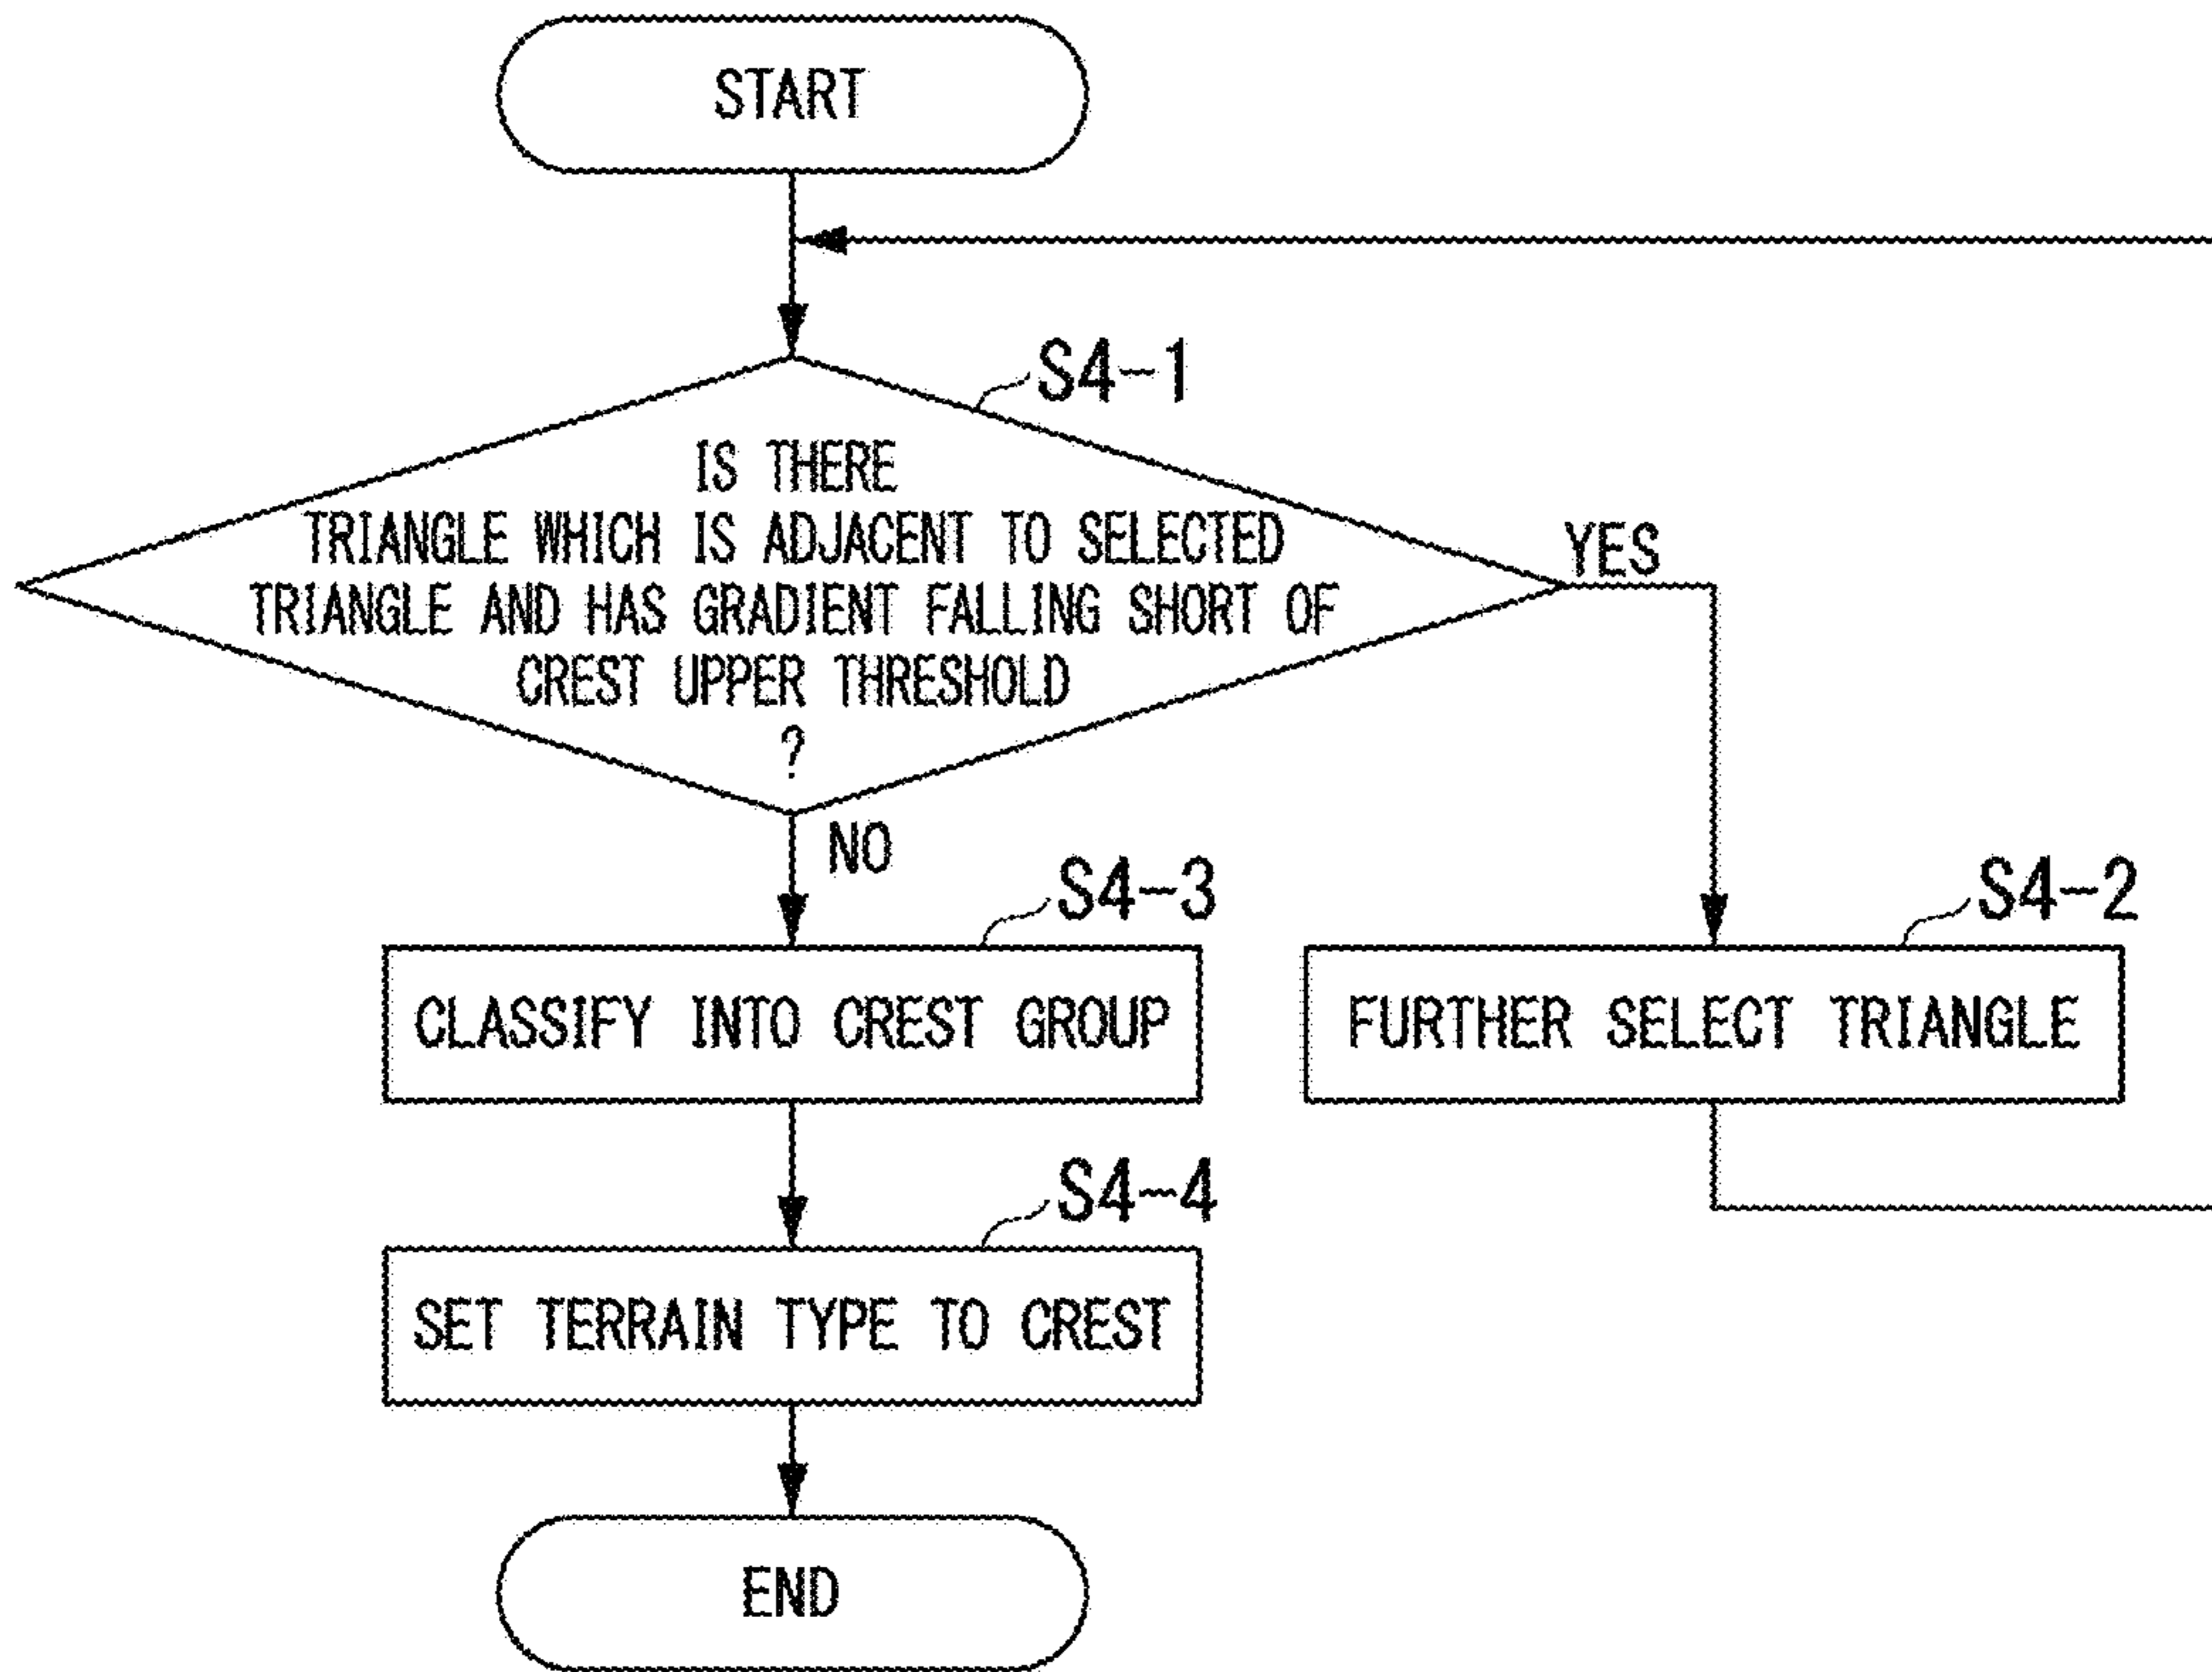 START
S4-1
IS THERE
TRIANGLE WHICH IS ADJACENT TO SELECTED
TRIANGLE AND HAS GRADIENT FALLING SHORT OF
CREST UPPER THRESHOLD
?
YES
NO
S4-3
S4-2
CLASSIFY INTO CREST GROUP
FURTHER SELECT TRIANGLE
S4-4
SET TERRAIN TYPE TO CREST
END